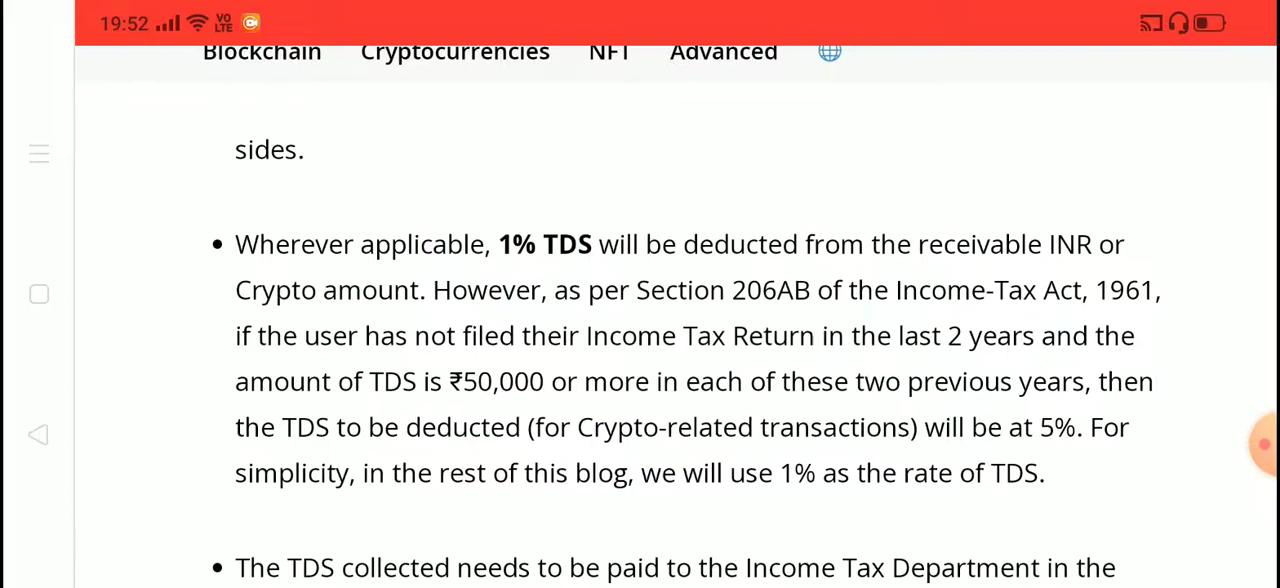 19:52 VO LTE
Blockchain Cryptocurrencies NFT Advanced
sides.
• Wherever applicable, 1% TDS will be deducted from the receivable INR or
Crypto amount. However, as per Section 206AB of the Income-Tax Act, 1961,
if the user has not filed their Income Tax Return in the last 2 years and the
amount of TDS is ₹50,000 or more in each of these two previous years, then
the TDS to be deducted (for Crypto-related transactions) will be at 5%. For
simplicity, in the rest of this blog, we will use 1% as the rate of TDS.
• The TDS collected needs to be paid to the Income Tax Department in the